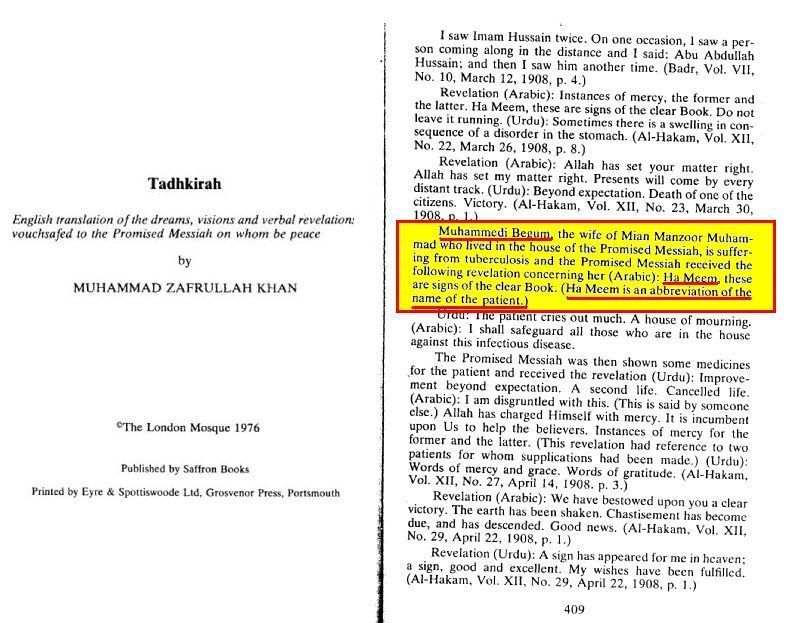 Tadhkirah
English translation of the dreams, visions and verbal revelation:
vouchsafed to the Promised Messiah on whom be peace
by
MUHAMMAD ZAFRULLAH KHAN
©The London Mosque 1976
Published by Saffron Books
Printed by Eyre & Spottiswoode Ltd, Grosvenor Press, Portsmouth
I saw Imam Hussain twice. On one occasion, I saw a per-
son coming along in the distance and I said: Abu Abdullah
Hussain; and then I saw him another time. (Badr, Vol. VII,
No. 10, March 12, 1908, p. 4.)
Revelation (Arabic): Instances of mercy, the former and
the latter. Ha Meem, these are signs of the clear Book. Do not
leave it running. (Urdu): Sometimes there is a swelling in con-
sequence of a disorder in the stomach. (Al-Hakam, Vol. XII,
No. 22, March 26, 1908, p. 8.)
Revelation (Arabic): Allah has set your matter right.
Allah has set my matter right. Presents will come by every
distant track. (Urdu): Beyond expectation. Death of one of the
citizens. Victory. (Al-Hakam, Vol. XII, No. 23, March 30,
1908, p. 1.)
Muhammedi Begum, the wife of Mian Manzoor Muham-
mad who lived in the house of the Promised Messiah, is suffer-
ing from tuberculosis and the Promised Messiah received the
following revelation concerning her (Arabic): Ha Meem, these
are signs of the clear Book. (Ha Meem is an abbreviation of the
name of the patient.)
Urdu: The patient cries out much. A house of mourning.
(Arabic): I shall safeguard all those who are in the house
against this infectious disease.
The Promised Messiah was then shown some medicines
for the patient and received the revelation (Urdu): Improve-
ment beyond expectation. A second life. Cancelled life.
(Arabic): I am disgruntled with this. (This is said by someone
else.) Allah has charged Himself with mercy. It is incumbent
upon Us to help the believers. Instances of mercy for the
former and the latter. (This revelation had reference to two
patients for whom supplications had been made.) (Urdu):
Words of mercy and grace. Words of gratitude. (Al-Hakam,
Vol. XII, No. 27, April 14, 1908. p. 3.)
Revelation (Arabic): We have bestowed upon you a clear
victory. The earth has been shaken. Chastisement has become
due, and has descended. Good news. (Al-Hakam, Vol. XII,
No. 29, April 22, 1908, p. 1.)
Revelation (Urdu): A sign has appeared for me in heaven;
a sign, good and excellent. My wishes have been fulfilled.
(Al-Hakam, Vol. XII, No. 29, April 22, 1908, p. 1.)
409